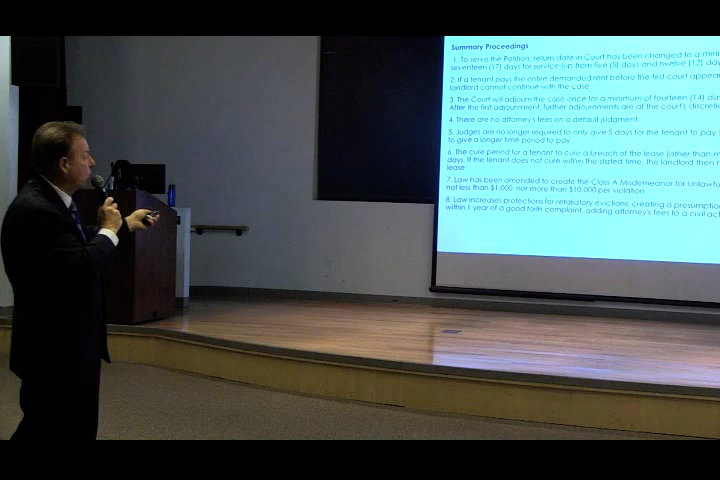 Summary Proceedings
1. To serve the Petition, return date in Court has been changed to a
seventeen (17) days for service (up from five (5) days and twelve (12)
2. If a tenant pays the entire demanded rent before the first court
landlord cannot continue with the case.
3. The Court will adjourn the case once for a minimum of fourteen (14)
After the first adjournment, further adjournments are at the court's
4. There are no attorney's fees on a default judgment
5. Judges are no longer required to only give 5 days for the tenant to pay
to give a longer time period to pay.
6. The cure period for a tenant to cure a breach of the lease (other than
days. If the tenant does not cure within the stated time, the landlord
lease
7. Law has been amended to create the Class A Misdemeanor for
not less than $1,000, nor more than $10,000 per violation.
8. Law increases protections for retaliatory evictions, creating a
within 1 year of a good faith complaint, adding attorney's fees to a civil